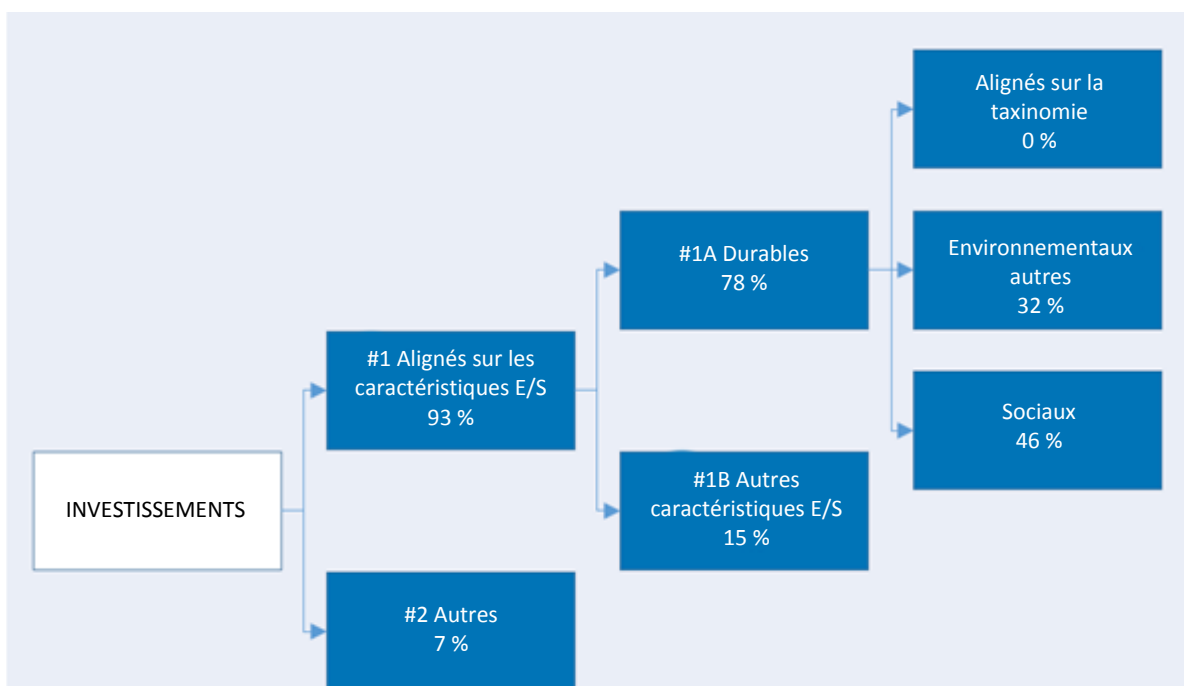 INVESTISSEMENTS
#1 Alignés sur les
caractéristiques E/S
93 %
#2 Autres
7 %
#1A Durables
78 %
#1B Autres
caractéristiques E/S
15 %
Alignés sur la
taxinomie
0 %
Environnementaux
autres
32 %
Sociaux
46 %